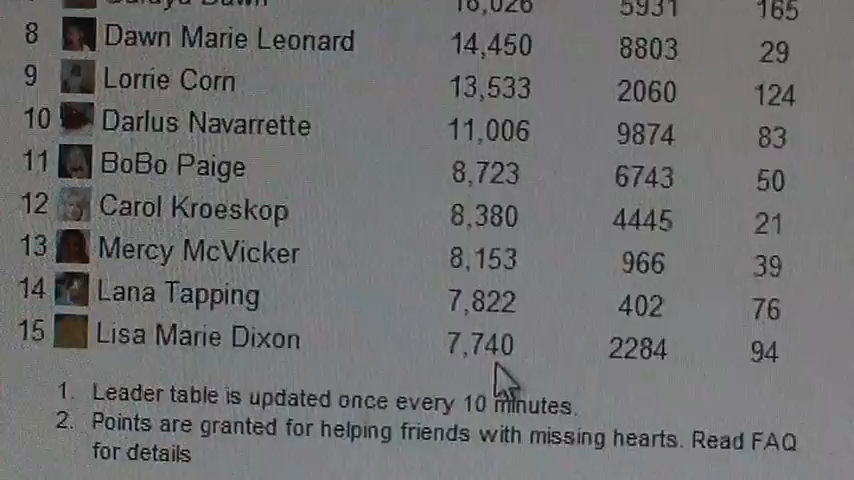 18,026 5931 165
8 Dawn Marie Leonard 14,450 8803 29
9 Lorrie Corn 13,533 2060 124
10 Darlus Navarrette 11,006 9874 83
11 BoBo Paige 8,723 6743 50
12 Carol Kroeskop 8,380 4445 21
13 Mercy McVicker 8,153 966 39
14 Lana Tapping 7,822 402 76
15 Lisa Marie Dixon 7,740 2284 94
1. Leader table is updated once every 10 minutes.
2. Points are granted for helping friends with missing hearts. Read FAQ
for details